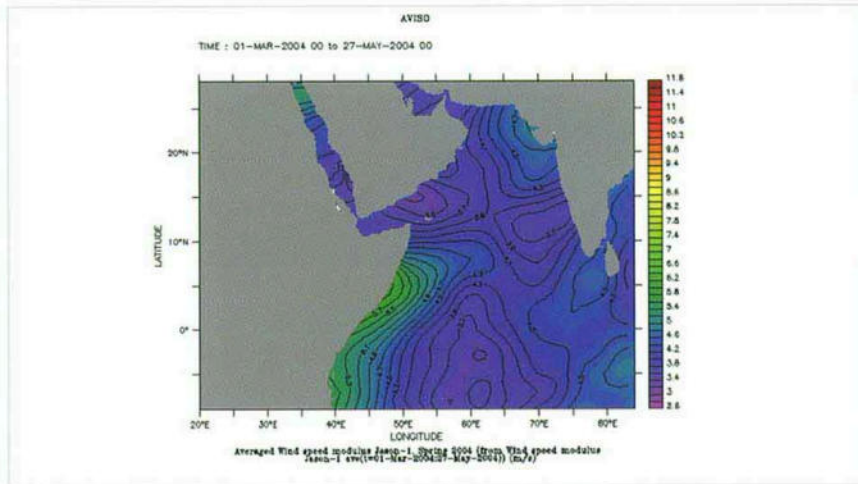 AVISO
TIME : 01-MAR-2004 00 to 27-MAY-2004 00
LATITUDE
20°N
10°N
0°
20°E 30°E 40°E 50°E 60°E 70°E 80°E
LONGITUDE
11.8
11.4
11
10.6
10.2
9.8
9.4
9
8.6
8.2
7.8
7.4
7
6.6
6.2
5.8
5.4
5
4.6
4.2
3.8
3.4
3
2.6
Averaged Wind speed modulus Jason-1, Spring 2004 (from Wind speed modulus
Jason-1 ave(t=01-Mar-2004:27-May-2004)) (m/s)